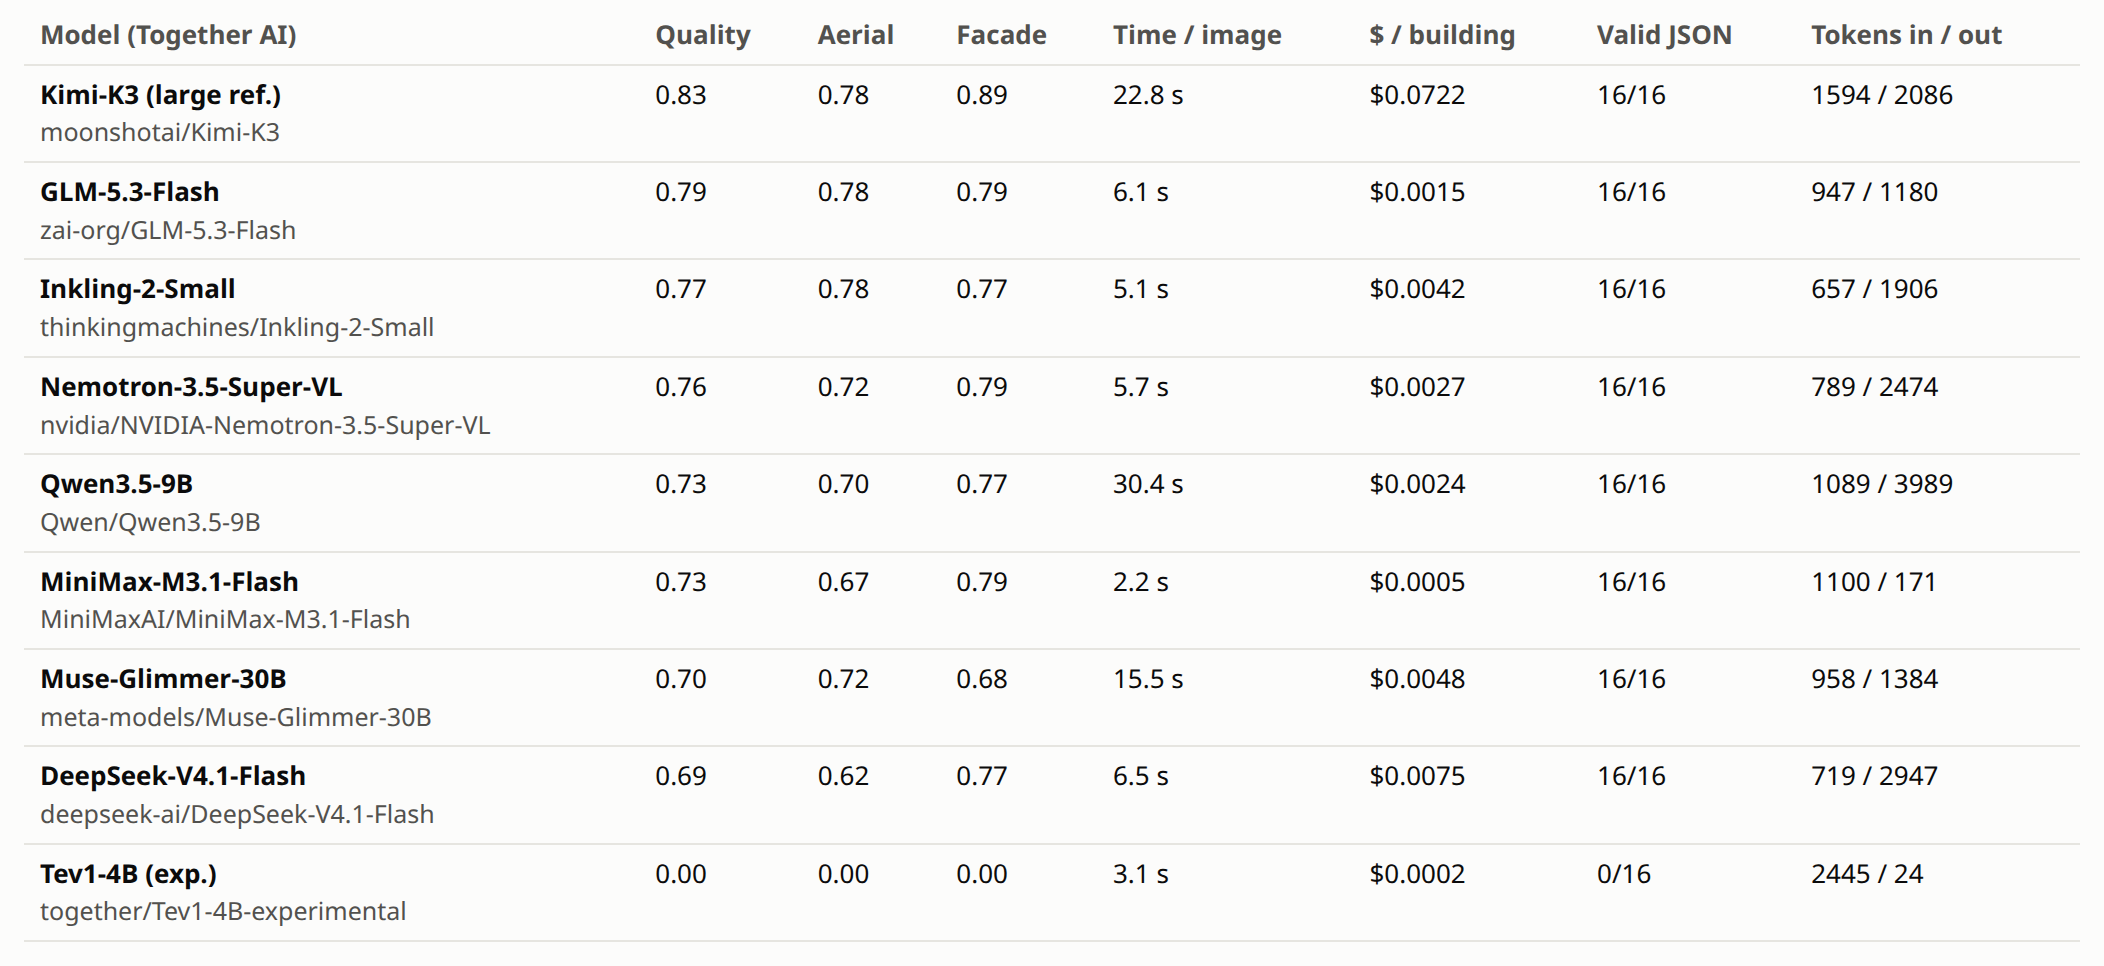 Model (Together AI) Quality Aerial Facade Time / image $ / building Valid JSON Tokens in / out
Kimi-K3 (large ref.) 0.83 0.78 0.89 22.8 s $0.0722 16/16 1594 / 2086
moonshotai/Kimi-K3
GLM-5.3-Flash 0.79 0.78 0.79 6.1 s $0.0015 16/16 947 / 1180
zai-org/GLM-5.3-Flash
Inkling-2-Small 0.77 0.78 0.77 5.1 s $0.0042 16/16 657 / 1906
thinkingmachines/Inkling-2-Small
Nemotron-3.5-Super-VL 0.76 0.72 0.79 5.7 s $0.0027 16/16 789 / 2474
nvidia/NVIDIA-Nemotron-3.5-Super-VL
Qwen3.5-9B 0.73 0.70 0.77 30.4 s $0.0024 16/16 1089 / 3989
Qwen/Qwen3.5-9B
MiniMax-M3.1-Flash 0.73 0.67 0.79 2.2 s $0.0005 16/16 1100 / 171
MiniMaxAI/MiniMax-M3.1-Flash
Muse-Glimmer-30B 0.70 0.72 0.68 15.5 s $0.0048 16/16 958 / 1384
meta-models/Muse-Glimmer-30B
DeepSeek-V4.1-Flash 0.69 0.62 0.77 6.5 s $0.0075 16/16 719 / 2947
deepseek-ai/DeepSeek-V4.1-Flash
Tev1-4B (exp.) 0.00 0.00 0.00 3.1 s $0.0002 0/16 2445 / 24
together/Tev1-4B-experimental